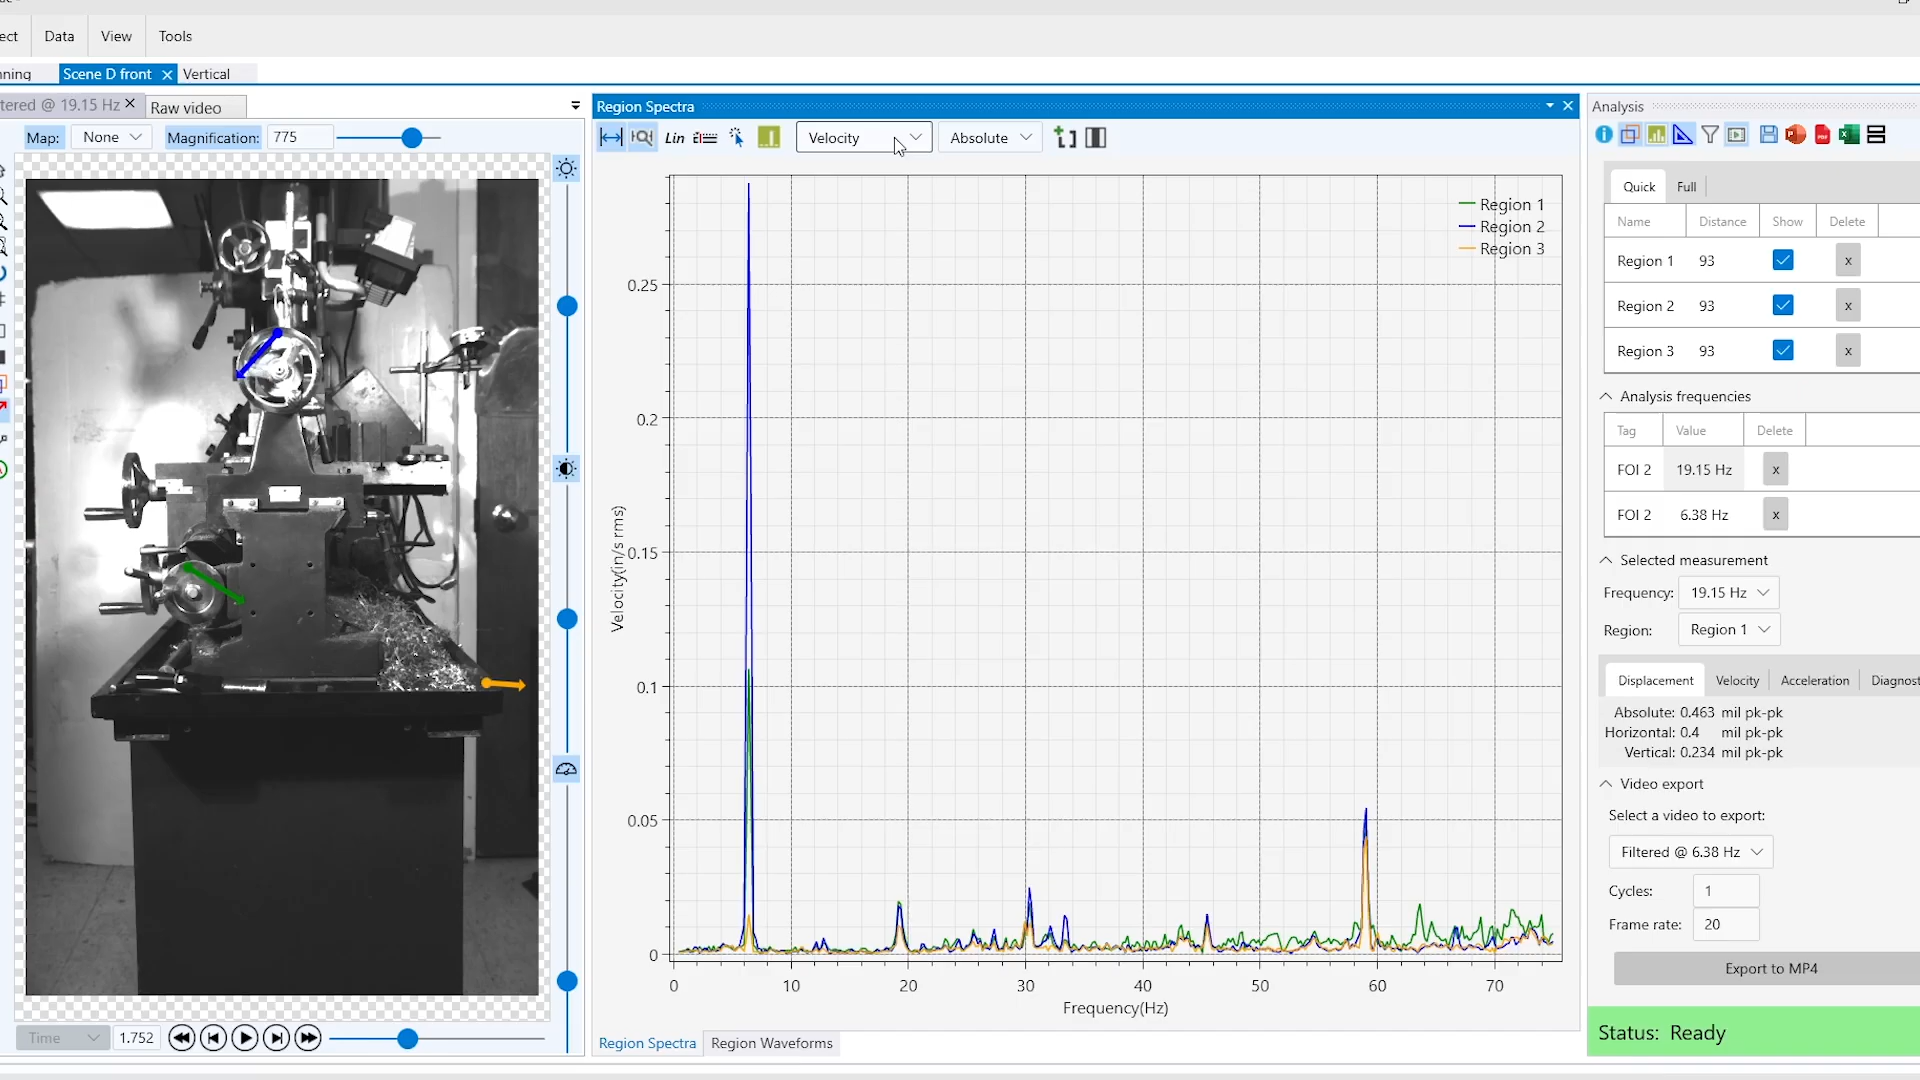 ect Data View Tools
nning Scene D front Vertical
tered @ 19.15 Hz Raw video
Map: None Magnification: 775
Time 1.752
Region Spectra
Lin Velocity Absolute
Region 1
Region 2
Region 3
0.25
0.2
0.15
0.1
0.05
0
Velocity(in/s rms)
0 10 20 30 40 50 60 70
Frequency(Hz)
Region Spectra Region Waveforms
Analysis
Quick Full
Name Distance Show Delete
Region 1 93 x
Region 2 93 x
Region 3 93 x
Analysis frequencies
Tag Value Delete
FOI 2 19.15 Hz x
FOI 2 6.38 Hz x
Selected measurement
Frequency: 19.15 Hz
Region: Region 1
Displacement Velocity Acceleration Diagnost
Absolute: 0.463 mil pk-pk
Horizontal: 0.4 mil pk-pk
Vertical: 0.234 mil pk-pk
Video export
Select a video to export:
Filtered @ 6.38 Hz
Cycles: 1
Frame rate: 20
Export to MP4
Status: Ready